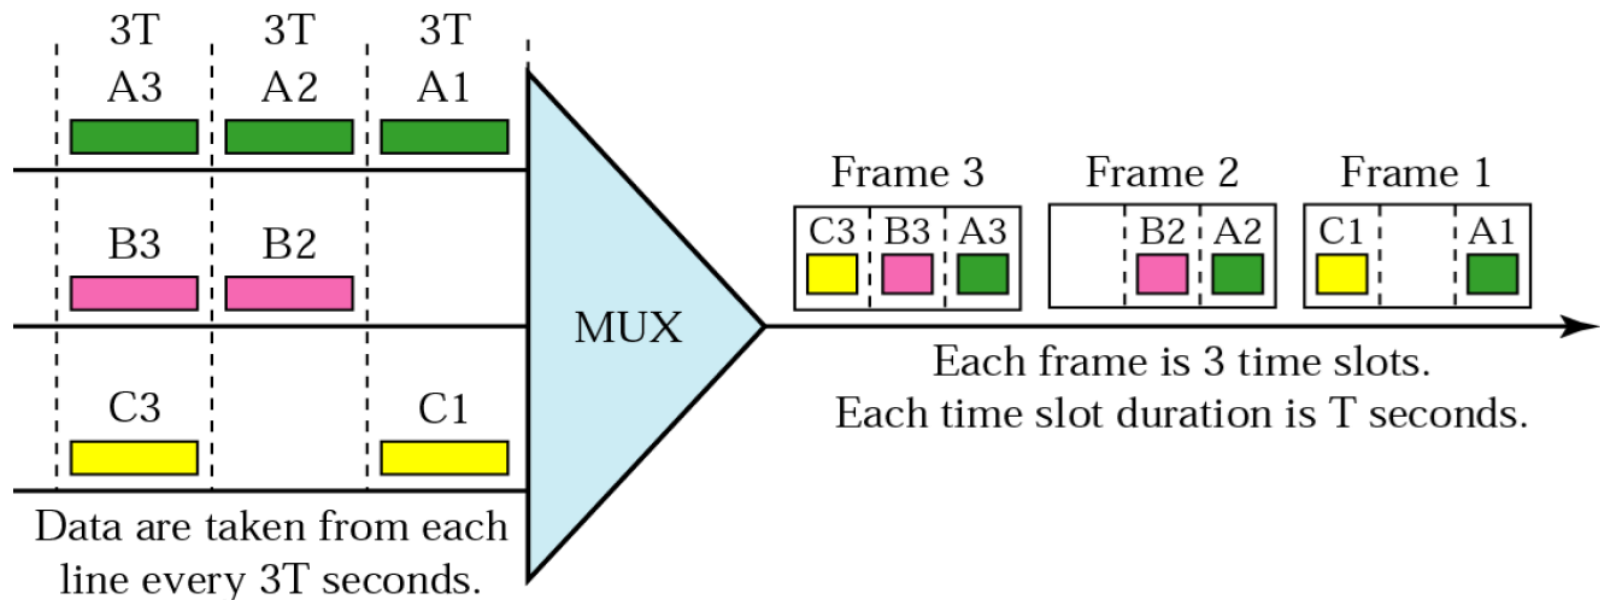 3T 3T 3T
A3 A2 A1
Frame 3 Frame 2 Frame 1
C3 B3 A3 B2 A2 C1 A1
B3 B2
MUX
Each frame is 3 time slots.
Each time slot duration is T seconds.
C3 C1
Data are taken from each
line every 3T seconds.